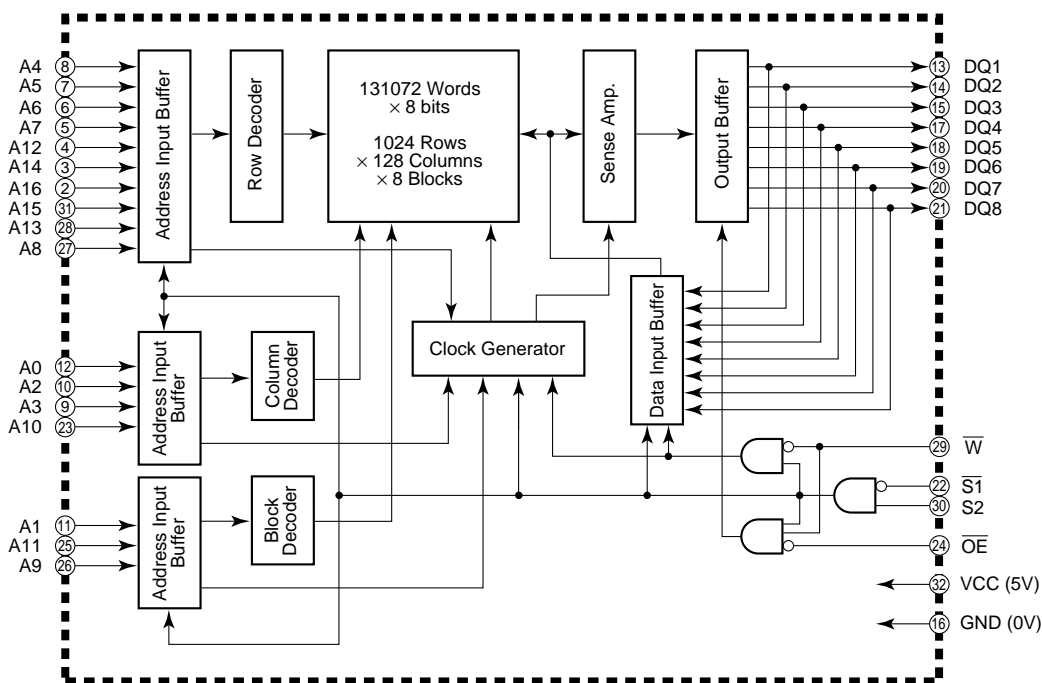 A4 8
A5 7
A6 6
A7 5
A12 4
A14 3
A16 2
A15 31
A13 28
A8 27
Address Input Buffer
Row Decoder
131072 Words
× 8 bits
1024 Rows
× 128 Columns
× 8 Blocks
Sense Amp.
Output Buffer
13 DQ1
14 DQ2
15 DQ3
17 DQ4
18 DQ5
19 DQ6
20 DQ7
21 DQ8
A0 12
A2 10
A3 9
A10 23
Address Input
Buffer
Column
Decoder
Clock Generator
Data Input Buffer
29 W̅
22 S̅1̅
30 S2
24 O̅E̅
A1 11
A11 25
A9 26
Address Input
Buffer
Block
Decoder
32 VCC (5V)
16 GND (0V)